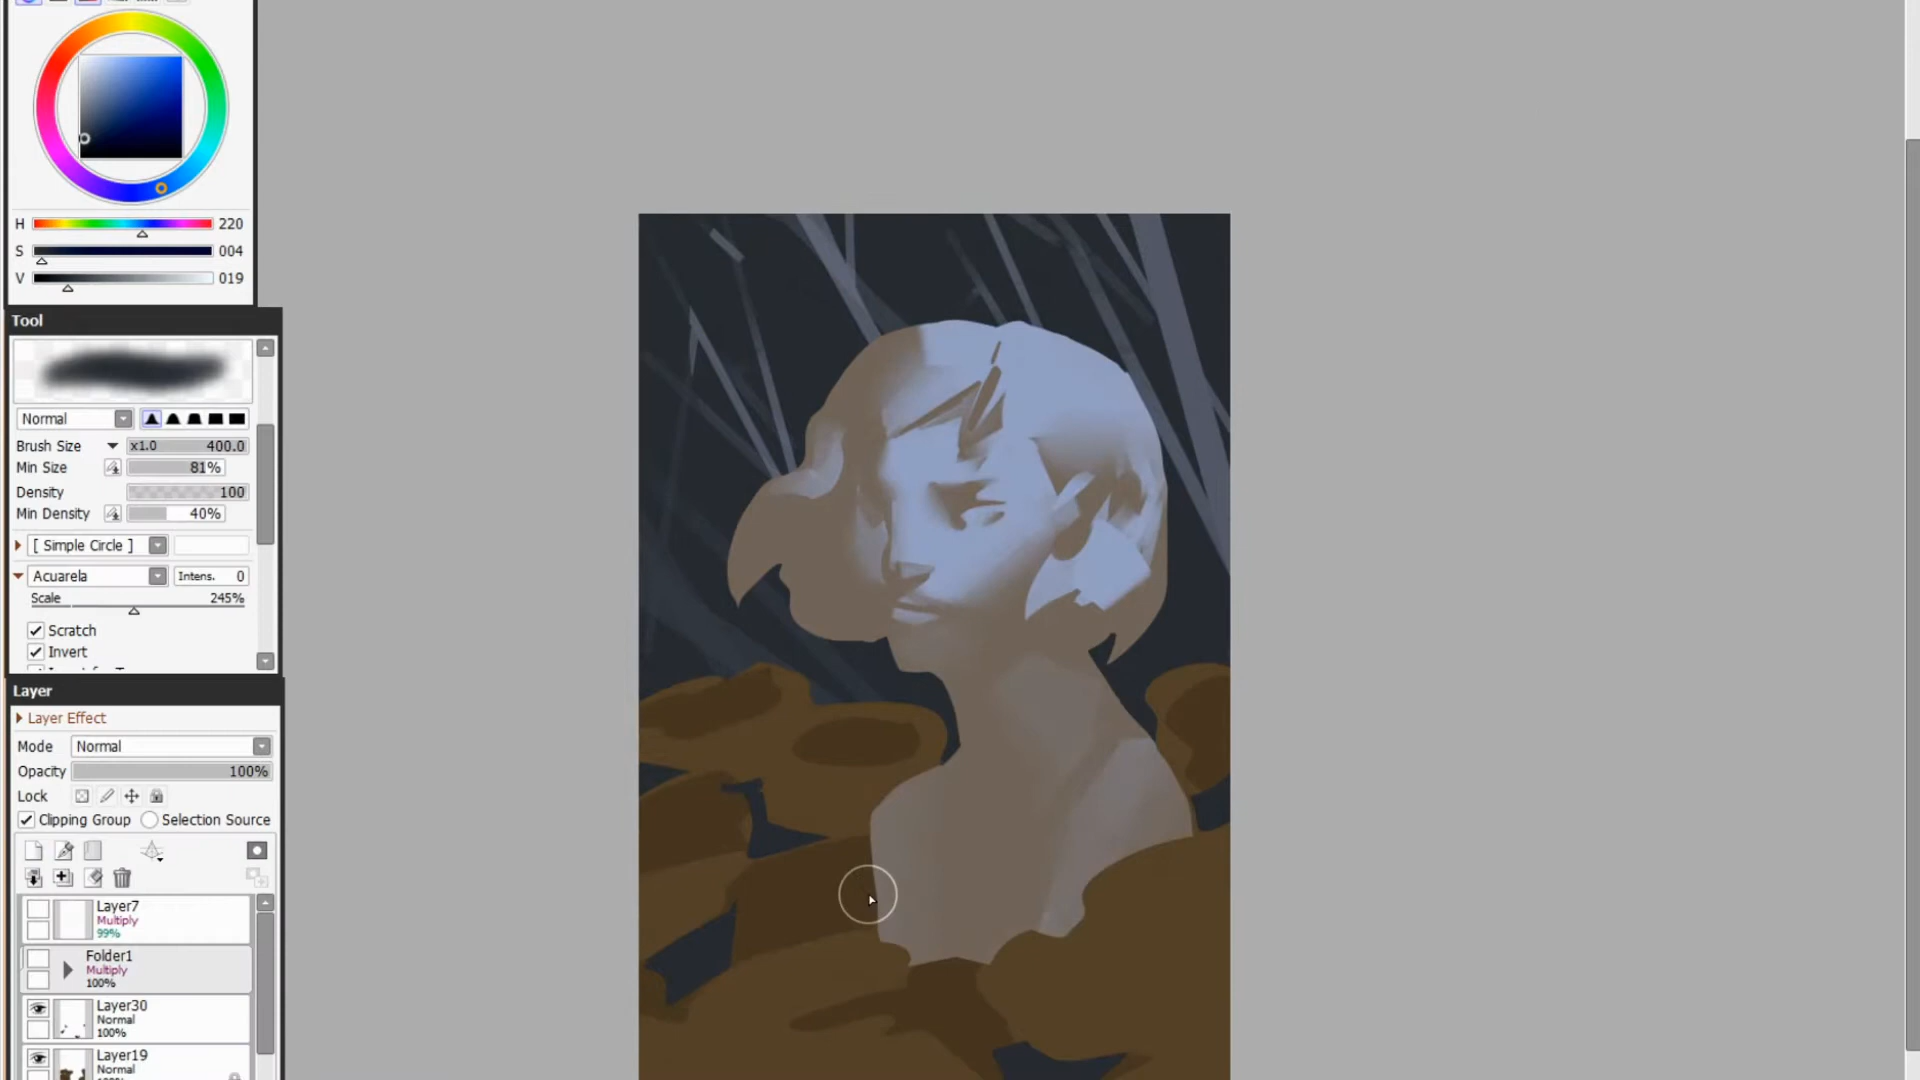 H 220
S 004
V 019
Tool
Normal
Brush Size x1.0 400.0
Min Size 81%
Density 100
Min Density 40%
[ Simple Circle ]
Acuarela Intens. 0
Scale 245%
Scratch
Invert
Layer
Layer Effect
Mode Normal
Opacity 100%
Lock
Clipping Group Selection Source
Layer7
Multiply
99%
Folder1
Multiply
100%
Layer30
Normal
100%
Layer19
Normal